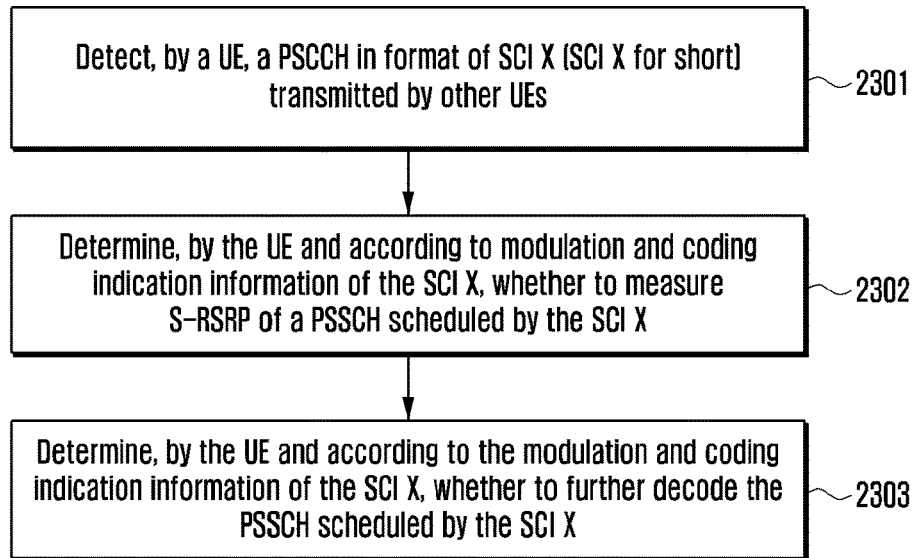 Detect, by a UE, a PSCCH in format of SCI X (SCI X for short)
transmitted by other UEs
2301
Determine, by the UE and according to modulation and coding
indication information of the SCI X, whether to measure
S-RSRP of a PSSCH scheduled by the SCI X
2302
Determine, by the UE and according to the modulation and coding
indication information of the SCI X, whether to further decode the
PSSCH scheduled by the SCI X
2303